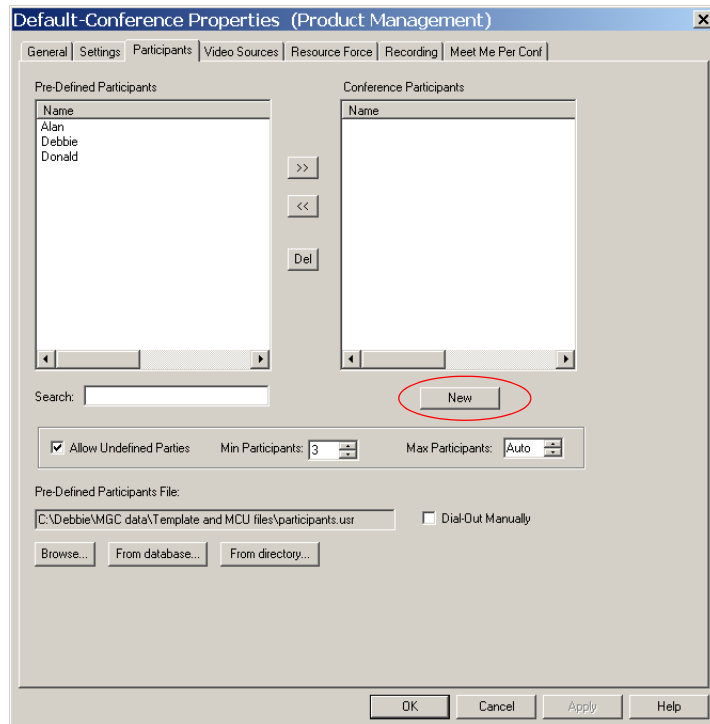 Default-Conference Properties (Product Management)
General Settings Participants Video Sources Resource Force Recording Meet Me Per Conf
Pre-Defined Participants
Name
Alan
Debbie
Donald
>>
<<
Del
Conference Participants
Name
Search:
New
Allow Undefined Parties Min Participants: 3 Max Participants: Auto
Pre-Defined Participants File:
C:\Debbie\MGC data\Template and MCU files\participants.usr Dial-Out Manually
Browse... From database... From directory...
OK Cancel Apply Help